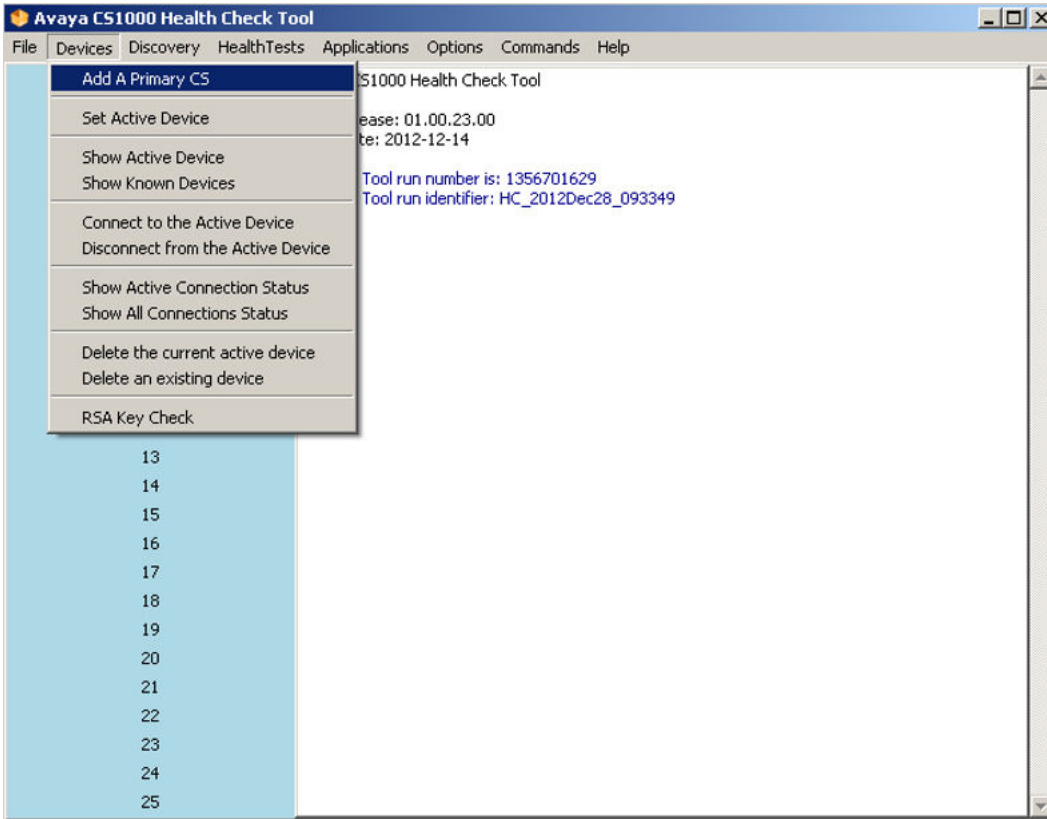 Avaya CS1000 Health Check Tool
File Devices Discovery HealthTests Applications Options Commands Help
Add A Primary CS
Set Active Device
Show Active Device
Show Known Devices
Connect to the Active Device
Disconnect from the Active Device
Show Active Connection Status
Show All Connections Status
Delete the current active device
Delete an existing device
RSA Key Check
13
14
15
16
17
18
19
20
21
22
23
24
25
CS1000 Health Check Tool
ease: 01.00.23.00
te: 2012-12-14
Tool run number is: 1356701629
Tool run identifier: HC_2012Dec28_093349